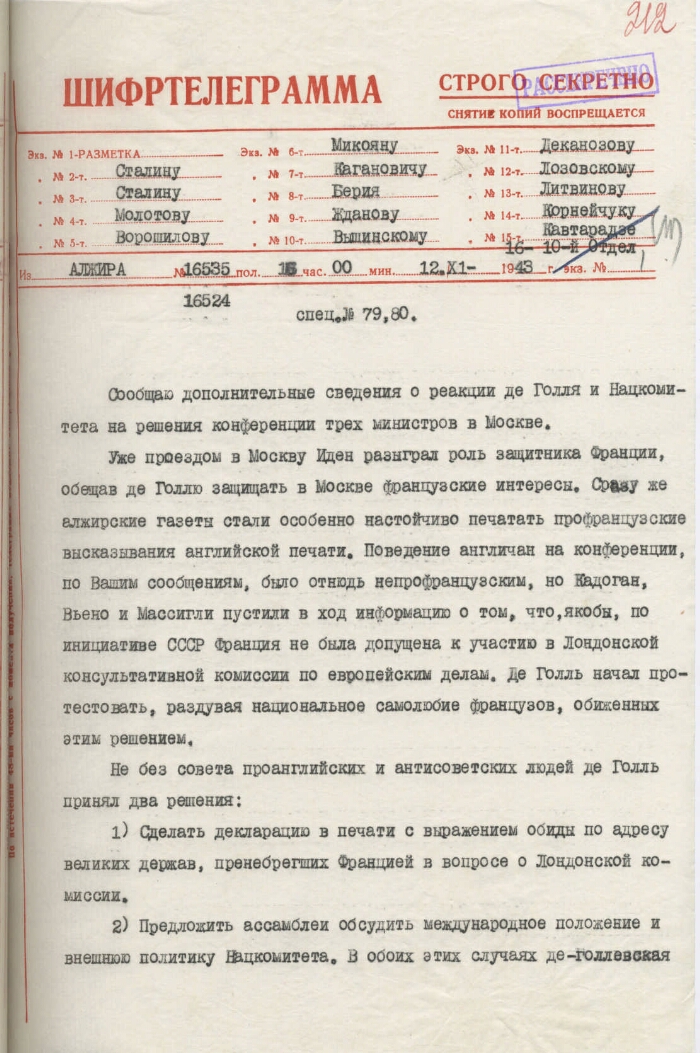 212
ШИФРТЕЛЕГРАММА
СТРОГО СЕКРЕТНО
РАССЕКРЕЧЕНО
СНЯТИЕ КОПИЙ ВОСПРЕЩАЕТСЯ
Экз. № 1-РАЗМЕТКА Экз. № 6-т. Микояну Экз. № 11-т. Деканозову
" № 2-т. Сталину " № 7-т. Кагановичу " № 12-т. Лозовскому
" № 3-т. Сталину " № 8-т. Берия " № 13-т. Литвинову
" № 4-т. Молотову " № 9-т. Жданову " № 14-т. Корнейчуку
" № 5-т. Ворошилову " № 10-т. Вышинскому " № 15-т. Кавтарадзе
16- 10-й Отдел
Из АЛЖИРА №16535 пол. 16 час. 00 мин. 12.XI- 1943 г. экз. №
16524
спец.№ 79,80.
Сообщаю дополнительные сведения о реакции де Голля и Нацкоми-
тета на решения конференции трех министров в Москве.
Уже проездом в Москву Иден разыграл роль защитника Франции,
обещав де Голлю защищать в Москве французские интересы. Сразу же
алжирские газеты стали особенно настойчиво печатать профранцузские
высказывания английской печати. Поведение англичан на конференции,
по Вашим сообщениям, было отнюдь непрофранцузским, но Кадоган,
Вьено и Массигли пустили в ход информацию о том, что,якобы, по
инициативе СССР Франция не была допущена к участию в Лондонской
консультативной комиссии по европейским делам. Де Голль начал про-
тестовать, раздувая национальное самолюбие французов, обиженных
этим решением.
Не без совета проанглийских и антисоветских людей де Голль
принял два решения:
1) Сделать декларацию в печати с выражением обиды по адресу
великих держав, пренебрегших Францией в вопросе о Лондонской ко-
миссии.
2) Предложить ассамблеи обсудить международное положение и
внешнюю политику Нацкомитета. В обоих этих случаях де-голлевская